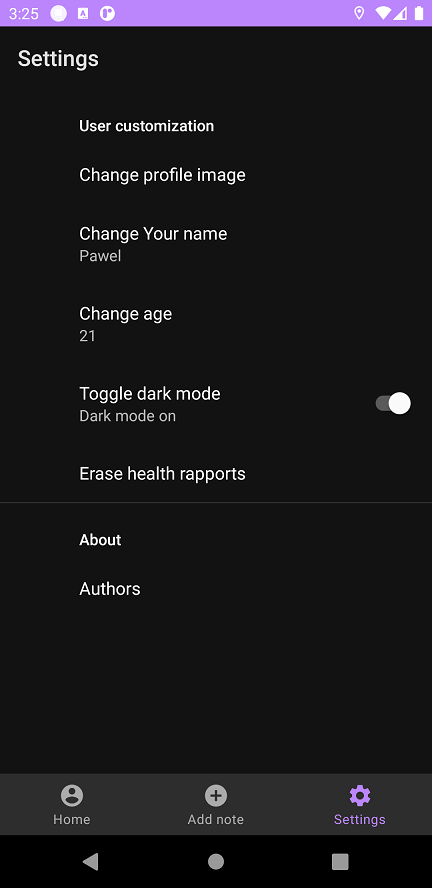 3:25
Settings
User customization
Change profile image
Change Your name
Pawel
Change age
21
Toggle dark mode
Dark mode on
Erase health rapports
About
Authors
Home
Add note
Settings